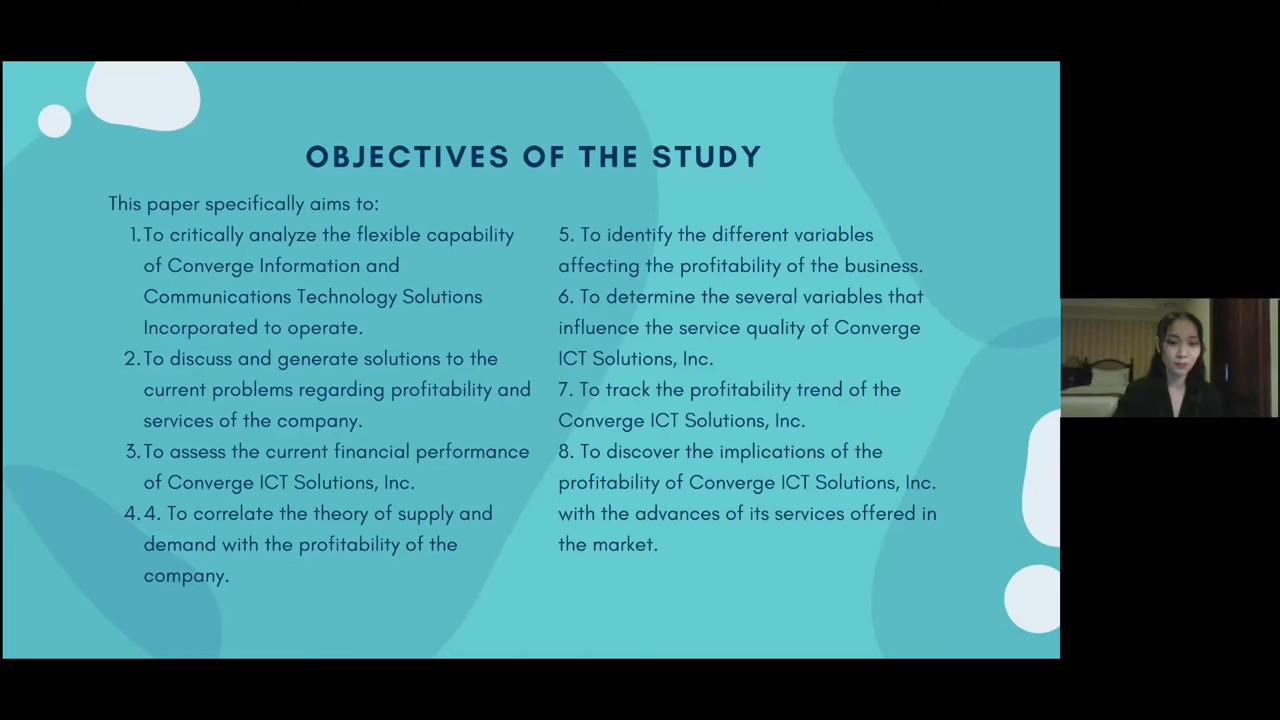 OBJECTIVES OF THE STUDY
This paper specifically aims to:
1. To critically analyze the flexible capability
of Converge Information and
Communications Technology Solutions
Incorporated to operate.
2. To discuss and generate solutions to the
current problems regarding profitability and
services of the company.
3. To assess the current financial performance
of Converge ICT Solutions, Inc.
4. 4. To correlate the theory of supply and
demand with the profitability of the
company.
5. To identify the different variables
affecting the profitability of the business.
6. To determine the several variables that
influence the service quality of Converge
ICT Solutions, Inc.
7. To track the profitability trend of the
Converge ICT Solutions, Inc.
8. To discover the implications of the
profitability of Converge ICT Solutions, Inc.
with the advances of its services offered in
the market.